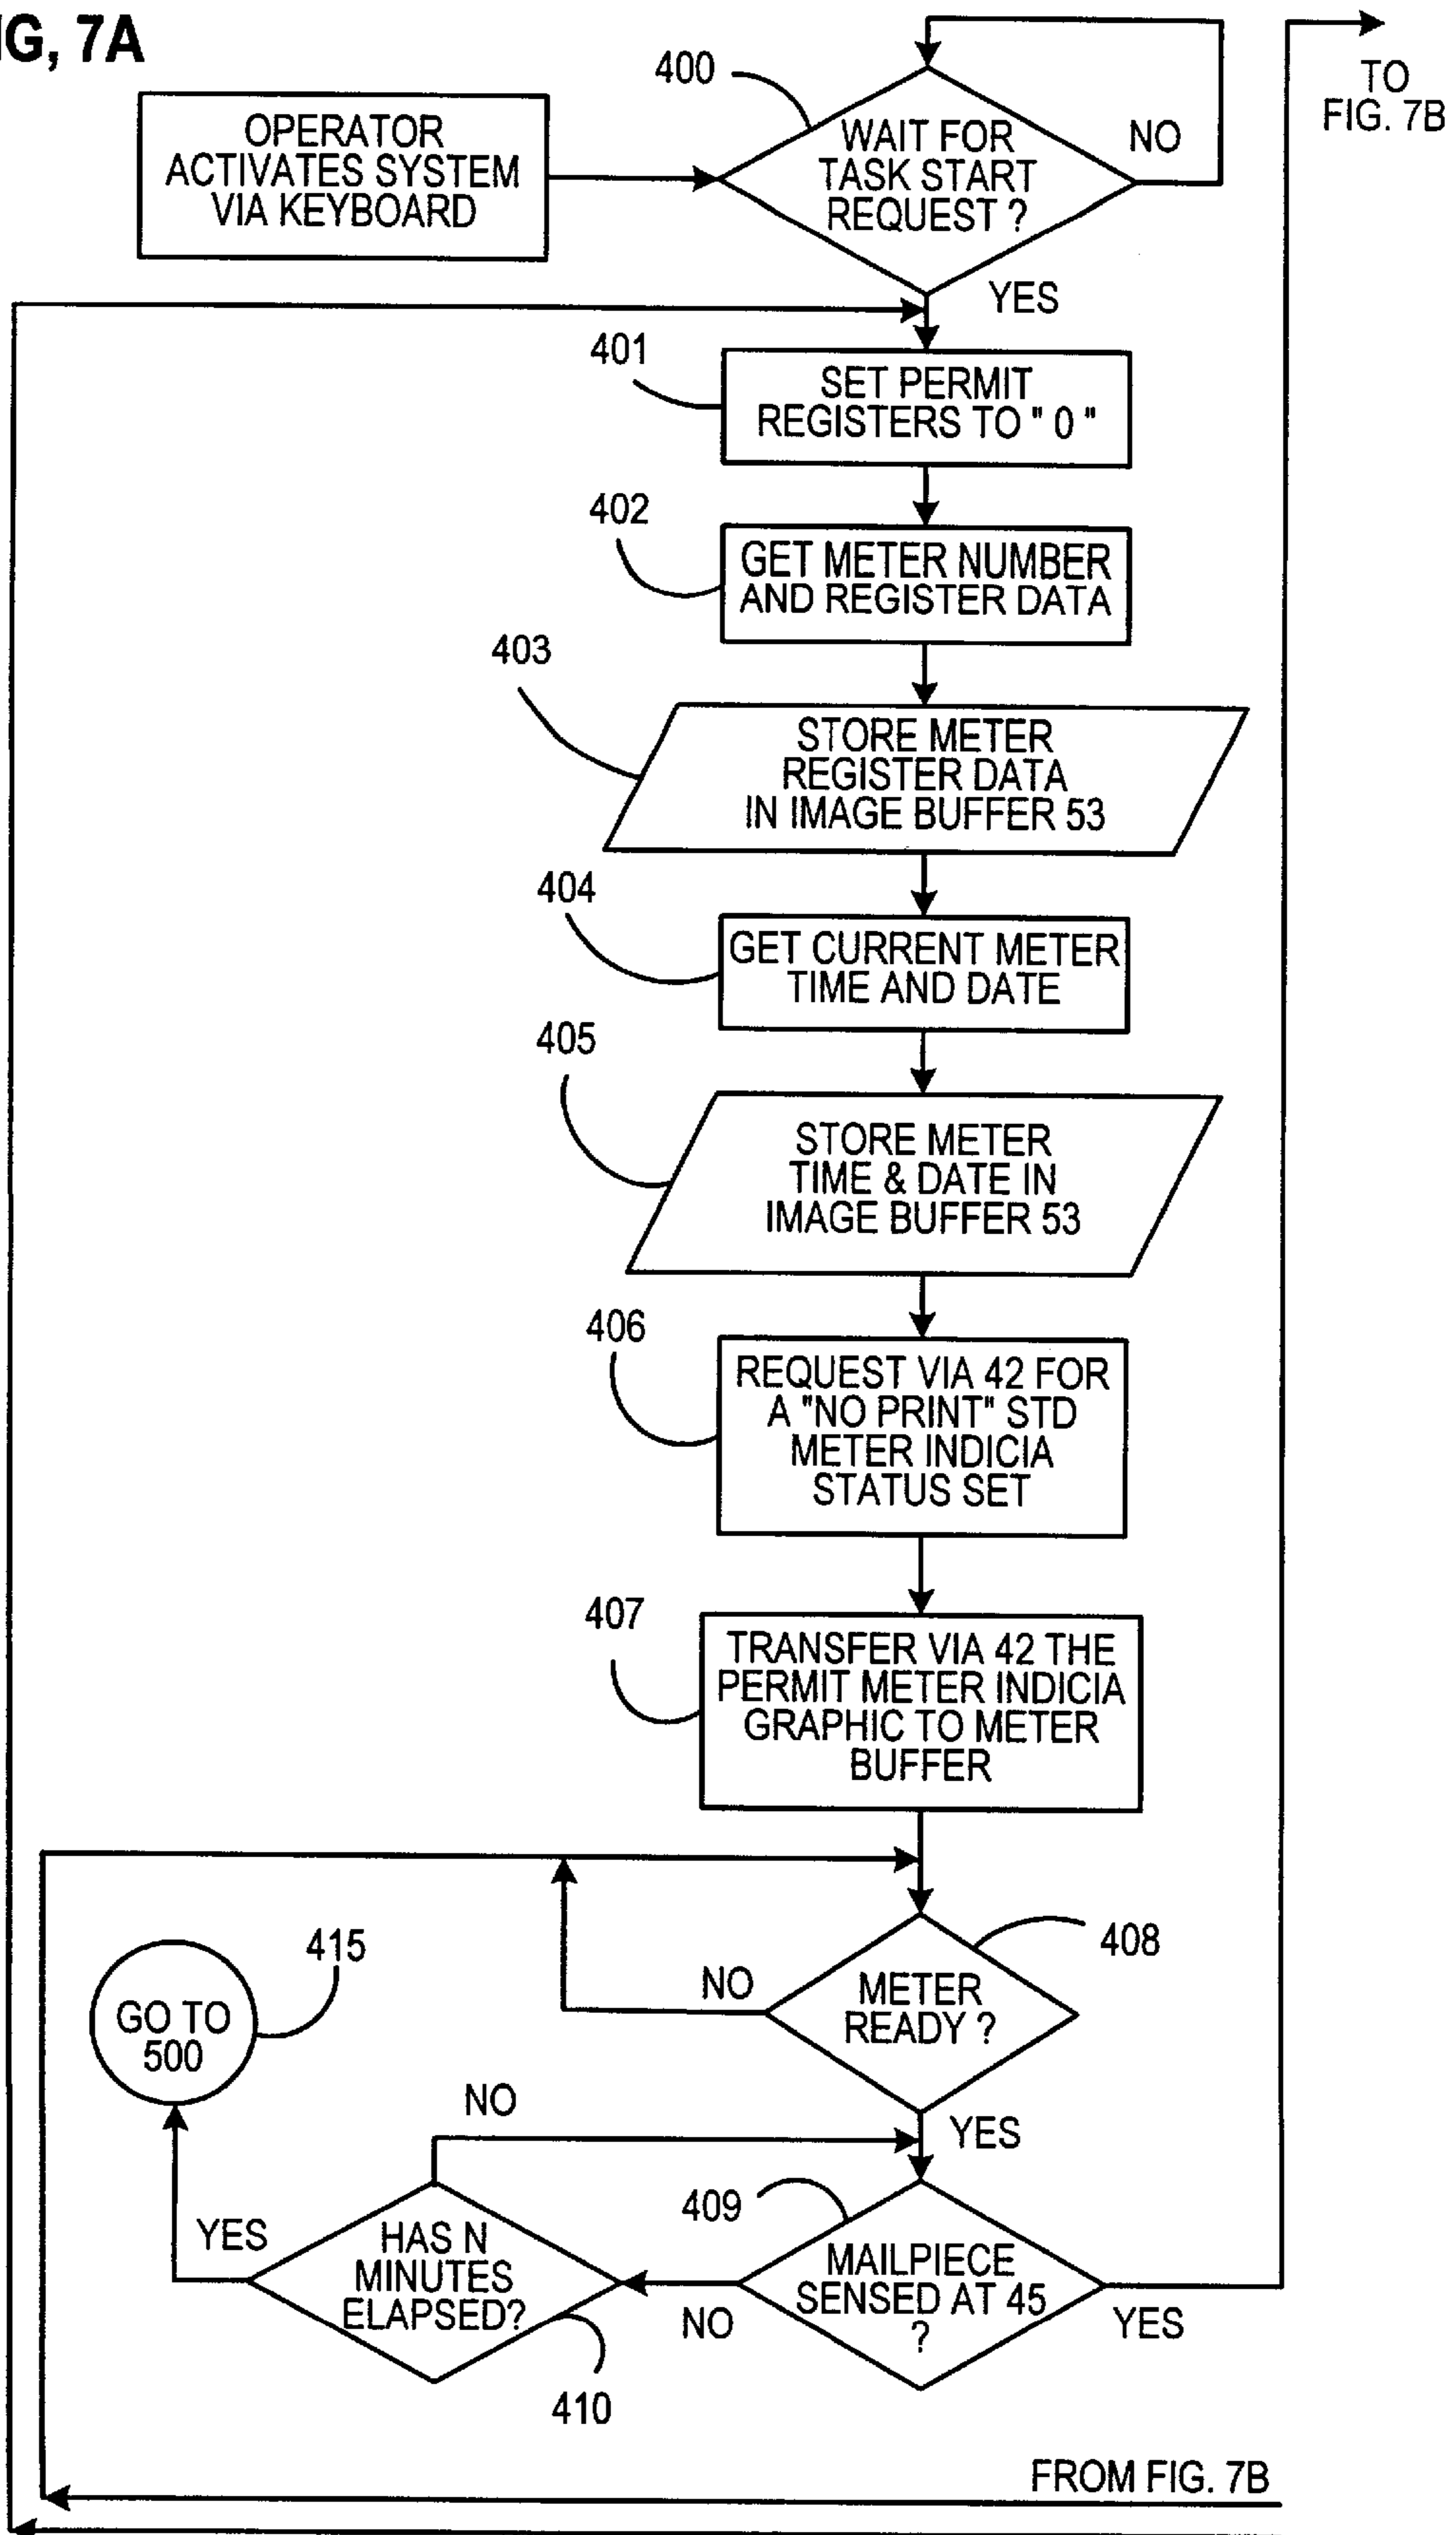 IG, 7A
TO
FIG. 7B
400
OPERATOR
ACTIVATES SYSTEM
VIA KEYBOARD
WAIT FOR
TASK START
REQUEST ?
NO
YES
401
SET PERMIT
REGISTERS TO " 0 "
402
GET METER NUMBER
AND REGISTER DATA
403
STORE METER
REGISTER DATA
IN IMAGE BUFFER 53
404
GET CURRENT METER
TIME AND DATE
405
STORE METER
TIME & DATE IN
IMAGE BUFFER 53
406
REQUEST VIA 42 FOR
A "NO PRINT" STD
METER INDICIA
STATUS SET
407
TRANSFER VIA 42 THE
PERMIT METER INDICIA
GRAPHIC TO METER
BUFFER
408
METER
READY ?
NO
YES
415
GO TO
500
NO
409
MAILPIECE
SENSED AT 45
?
YES
NO
HAS N
MINUTES
ELAPSED?
YES
410
FROM FIG. 7B